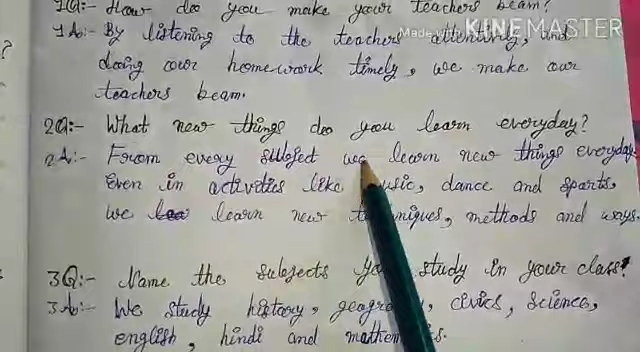 1Q:- How do you make your teachers beam?
Made with KINEMASTER
1A:- By listening to the teachers attentivly, and
doing our homework timely, we make our
teachers beam.
2Q:- What new things do you learn everyday?
2A:- From every subject we learn new things everyday.
Even in activities like music, dance and sports,
we learn new techniques, methods and ways.
3Q:- Name the subjects you study in your class?
3A:- We study history, geography, civics, science,
english, hindi and mathematics.